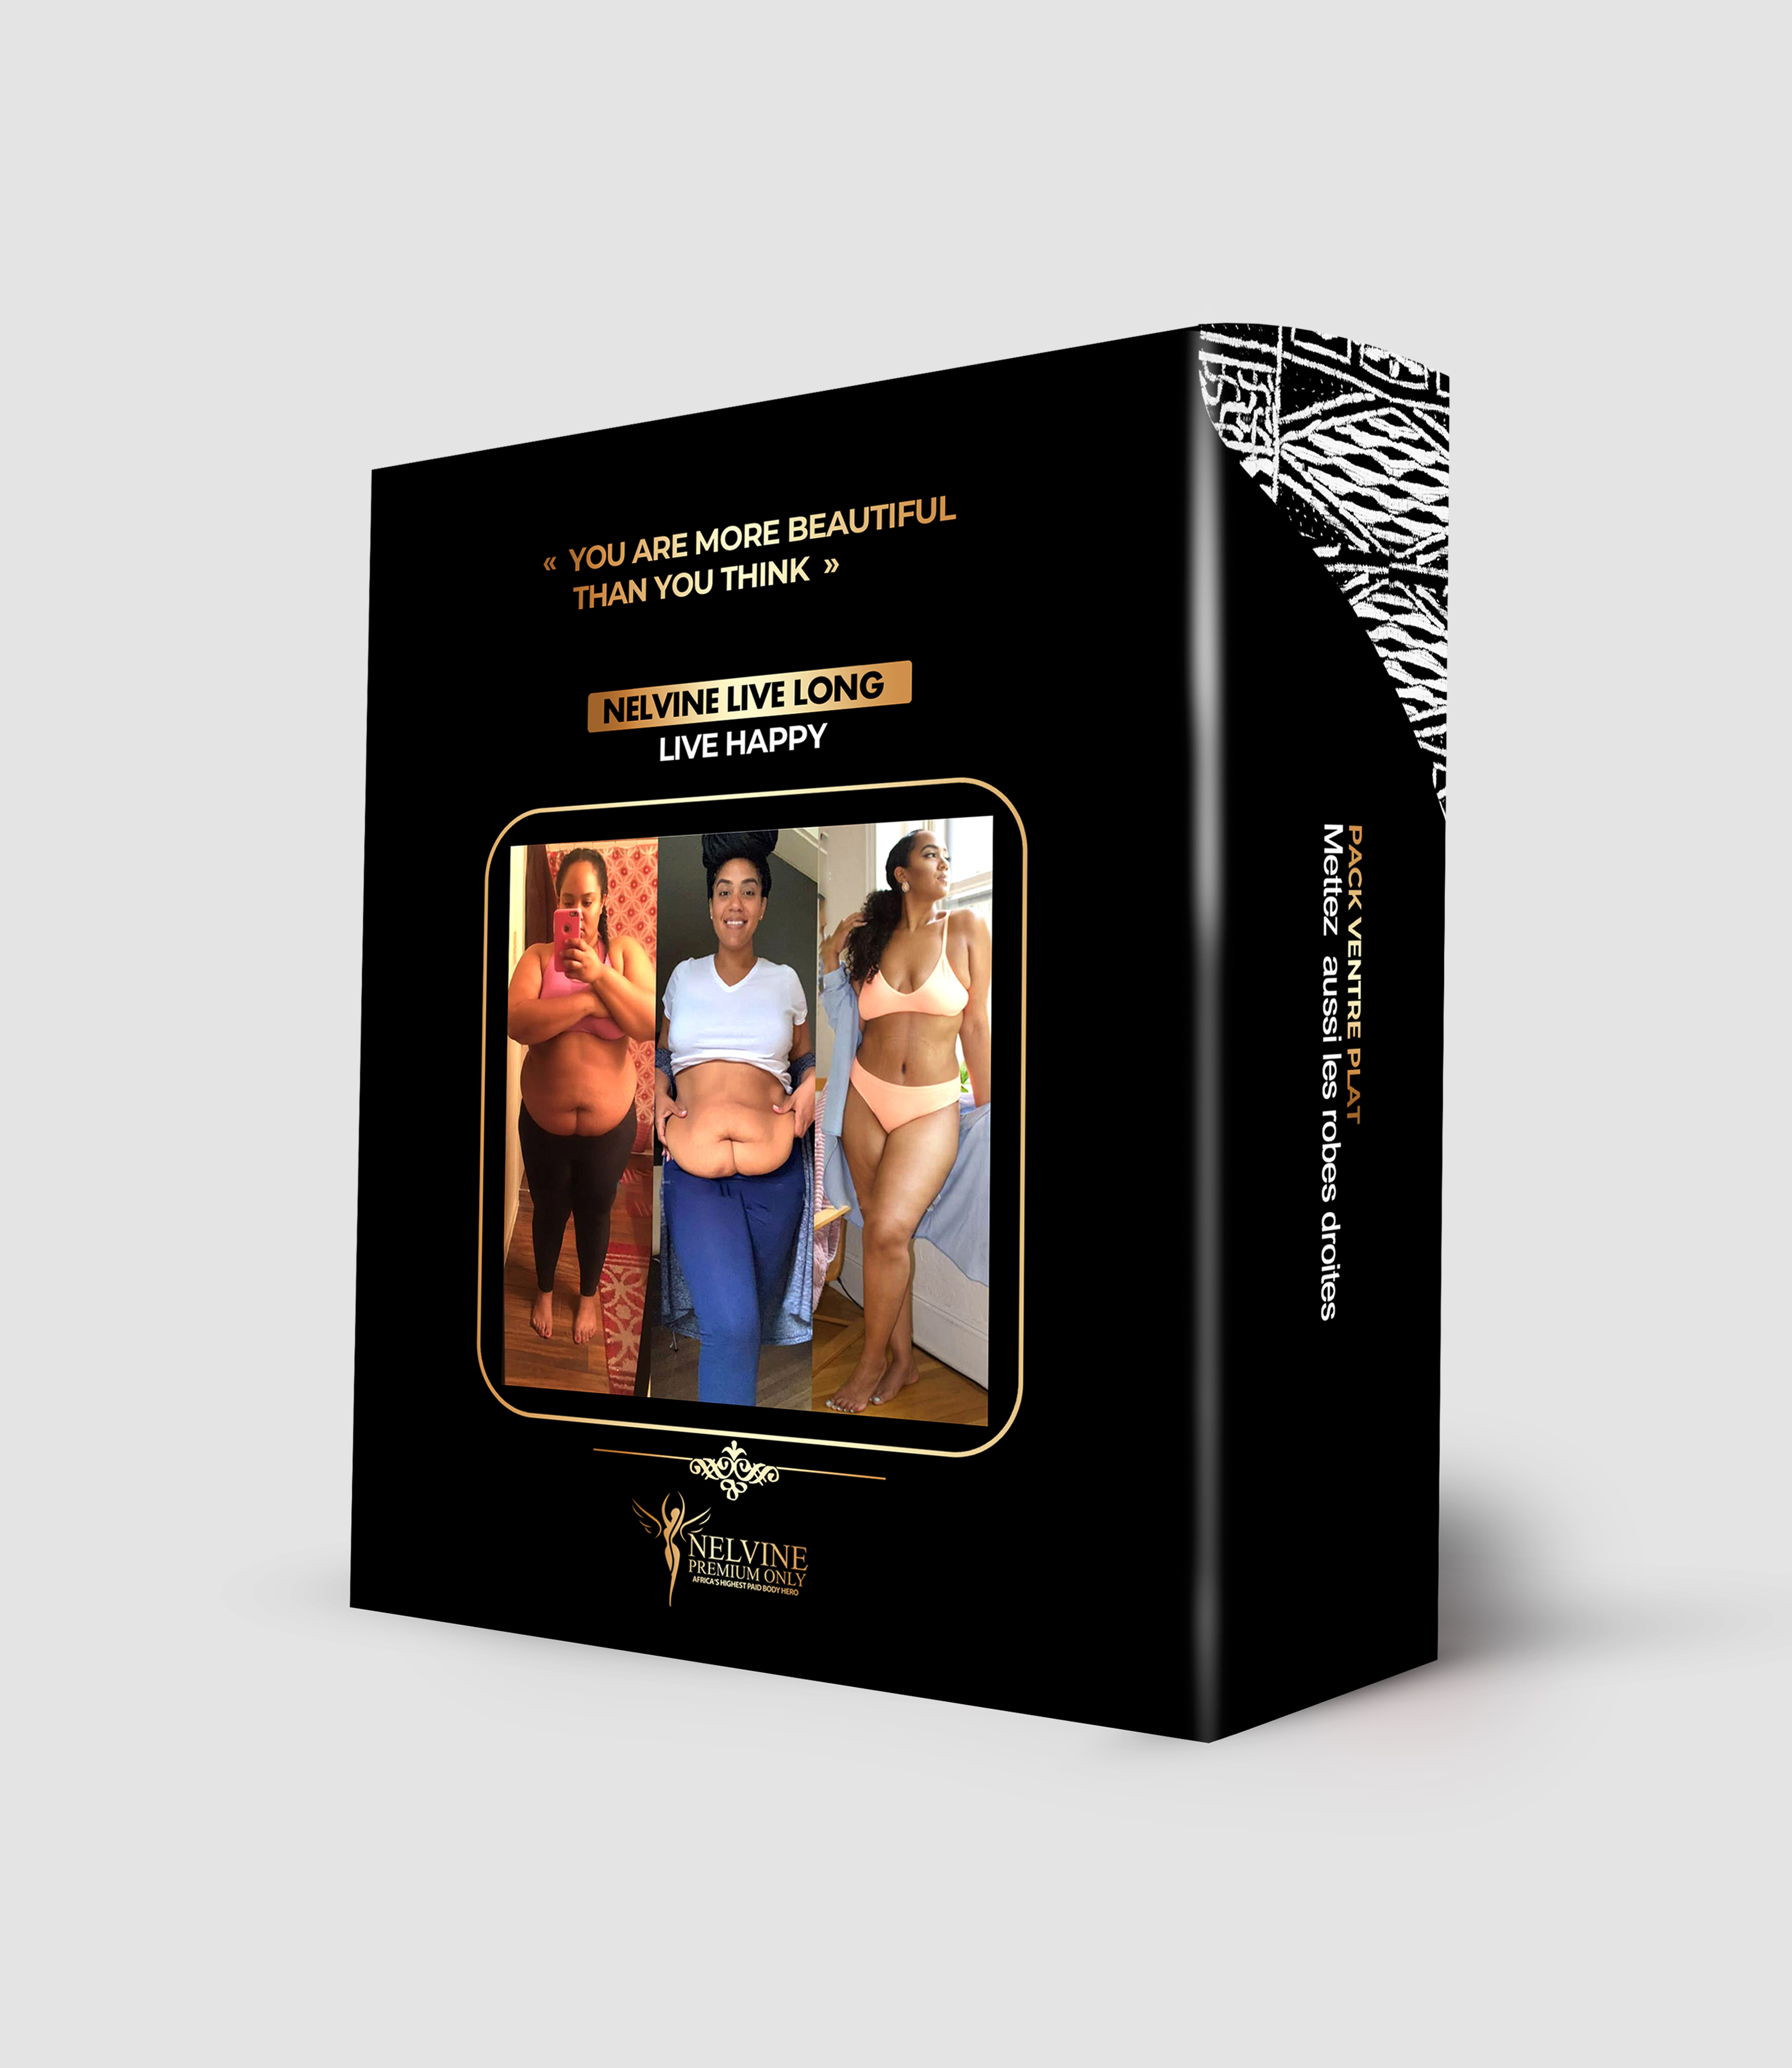 « YOU ARE MORE BEAUTIFUL
THAN YOU THINK »
NELVINE LIVE LONG
LIVE HAPPY
NELVINE
PREMIUM ONLY
AFRICA'S HIGHEST PAID BODY HERO
PACK VENTRE PLAT
Metttez aussi les robes droites